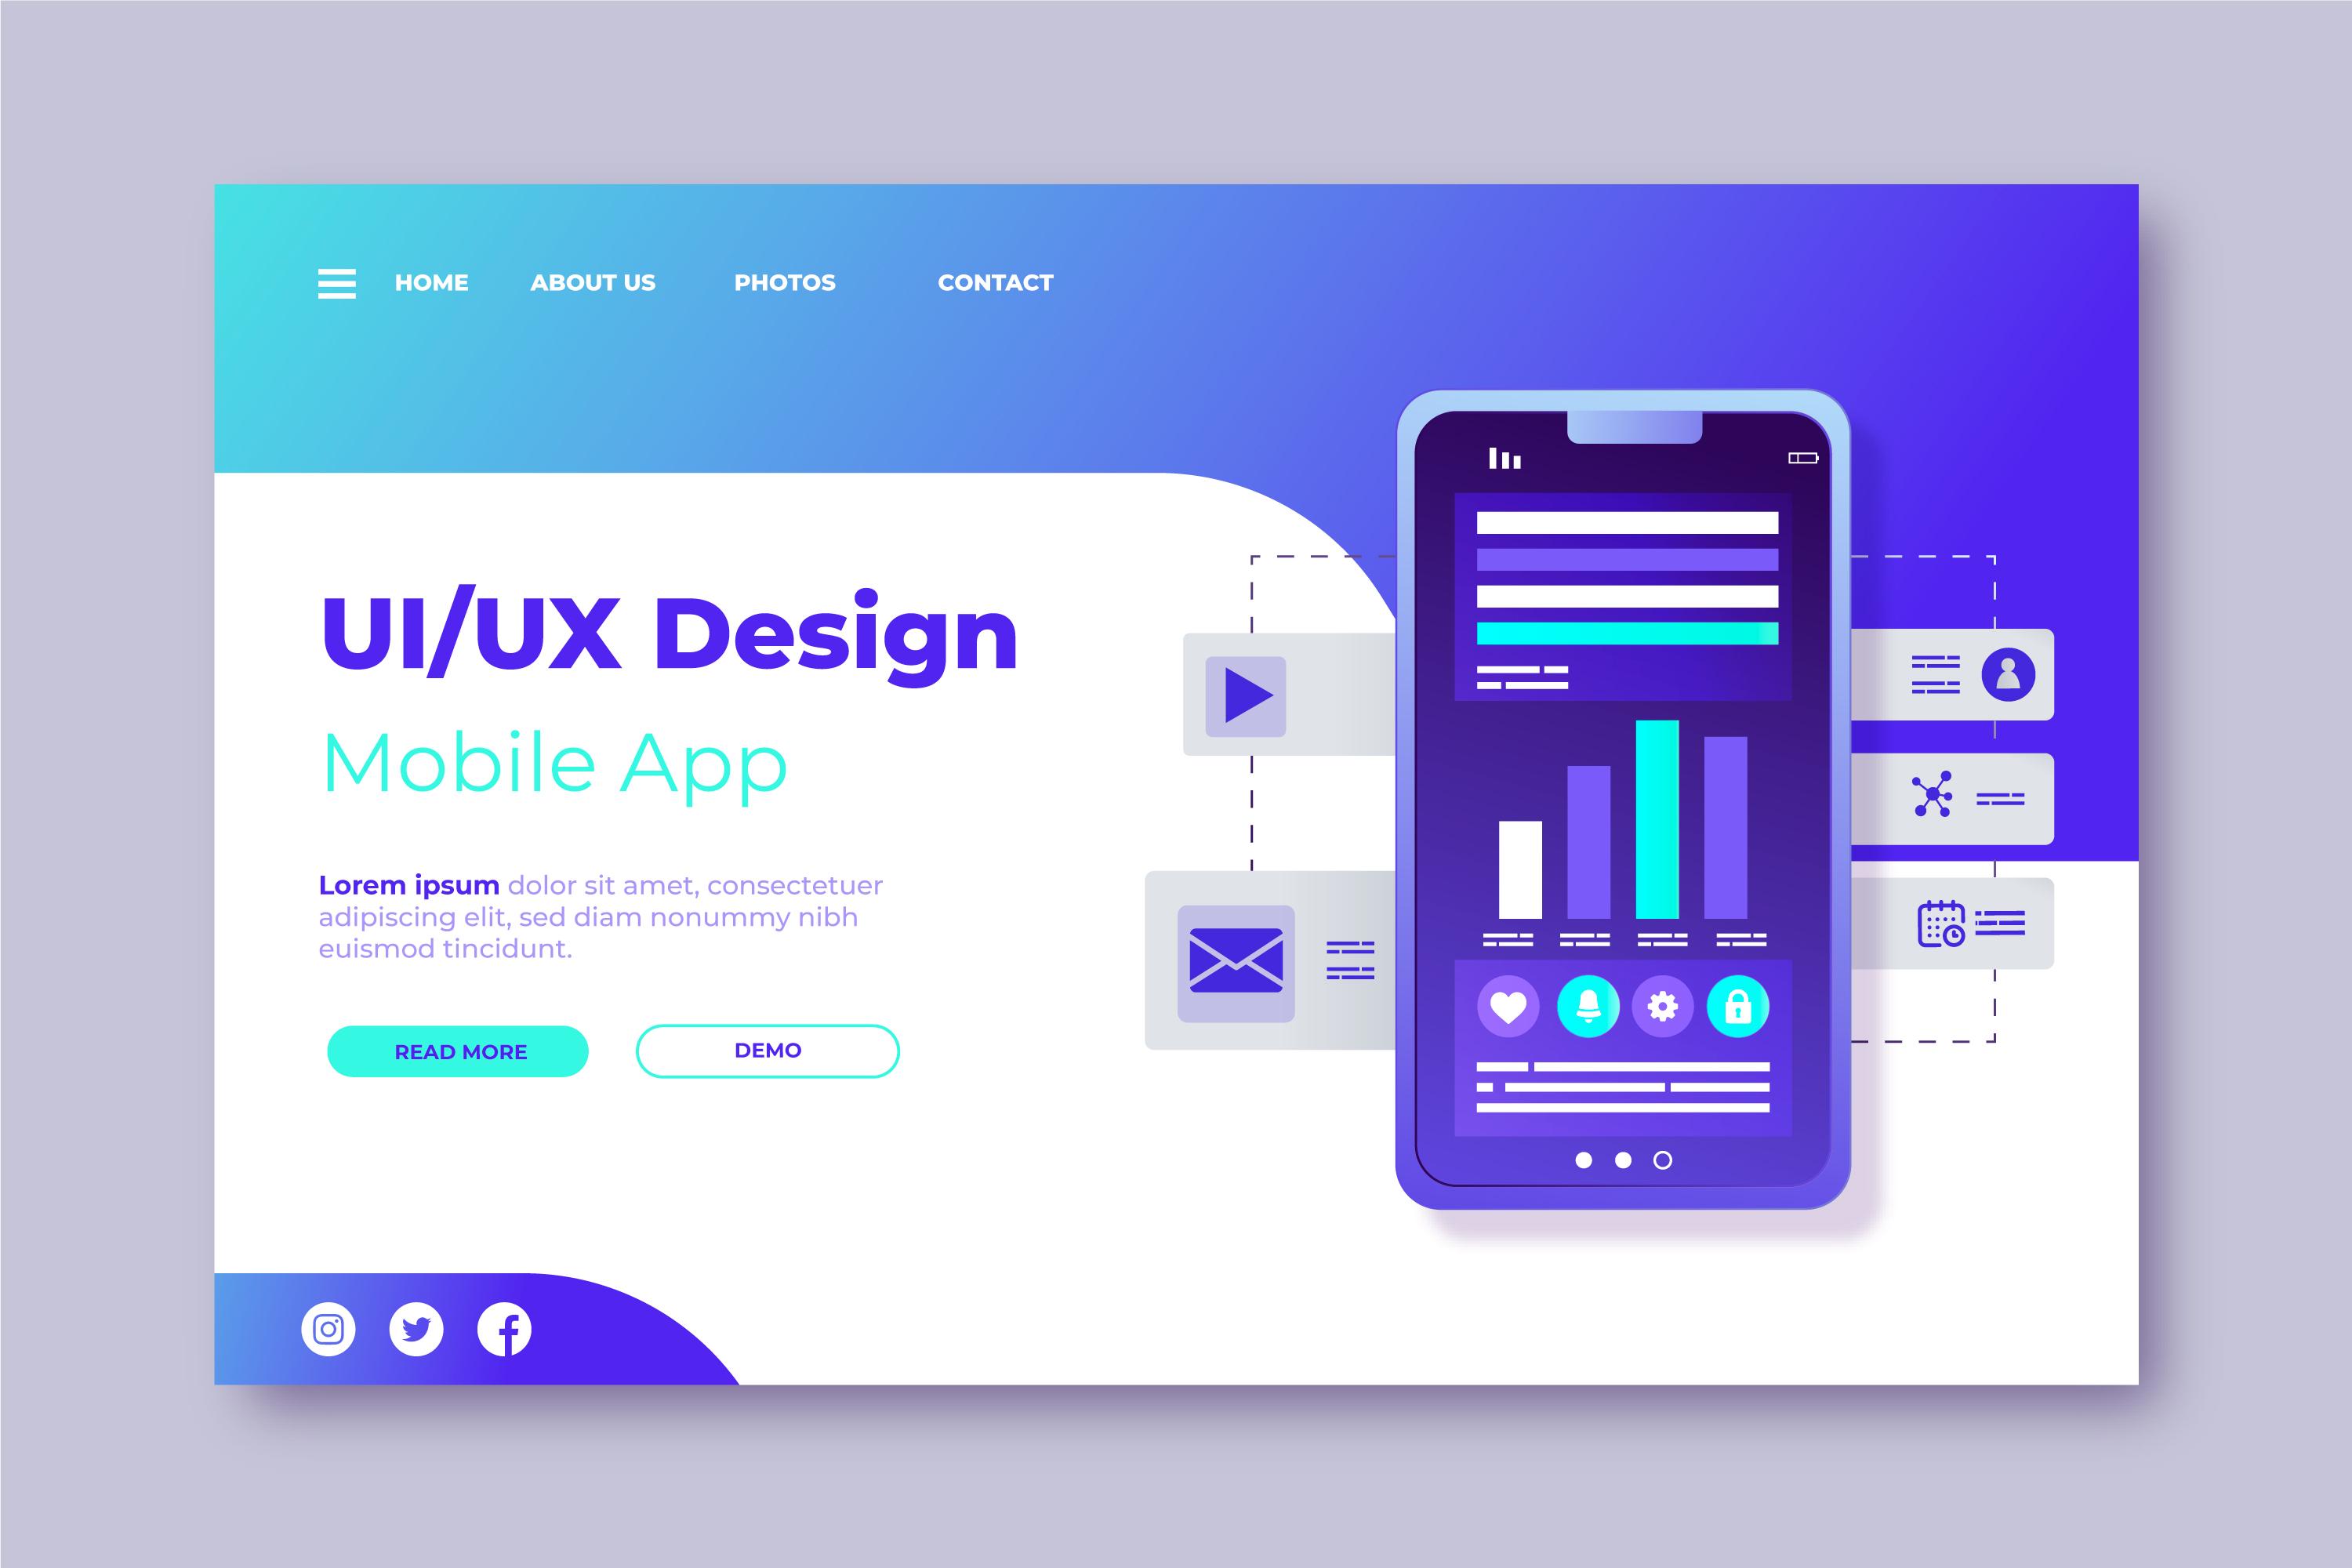 HOME ABOUT US PHOTOS CONTACT
UI/UX Design
Mobile App
Lorem ipsum dolor sit amet, consectetuer
adipiscing elit, sed diam nonummy nibh
euismod tincidunt.
READ MORE DEMO